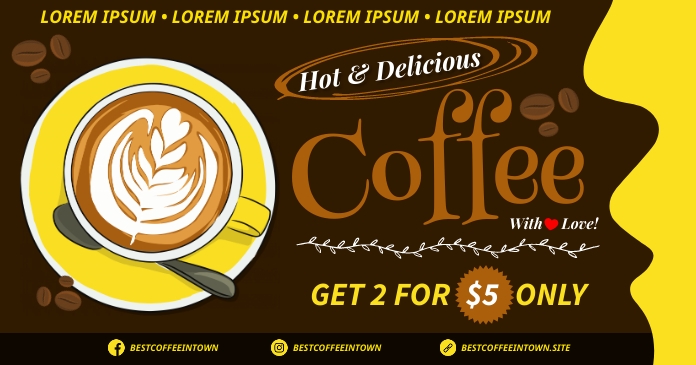 LOREM IPSUM • LOREM IPSUM • LOREM IPSUM • LOREM IPSUM
Hot & Delicious
Coffee
With Love!
GET 2 FOR $5 ONLY
BESTCOFFEEINTOWN BESTCOFFEEINTOWN BESTCOFFEEINTOWN.SITE